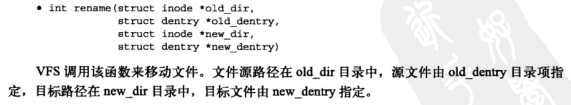 • int rename(struct inode *old_dir,
struct dentry *old_dentry,
struct inode *new_dir,
struct dentry *new_dentry)
VFS 调用该函数来移动文件。文件源路径在 old_dir 目录中，源文件由 old_dentry 目录项指
定，目标路径在 new_dir 目录中，目标文件由 new_dentry 指定。